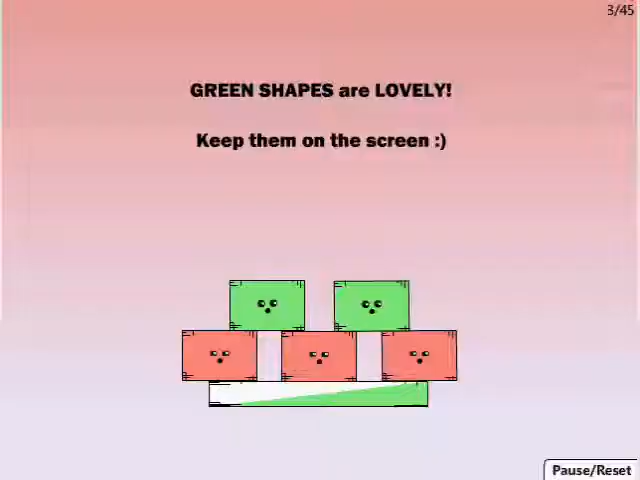 3/45
GREEN SHAPES are LOVELY!
Keep them on the screen :)
Pause/Reset